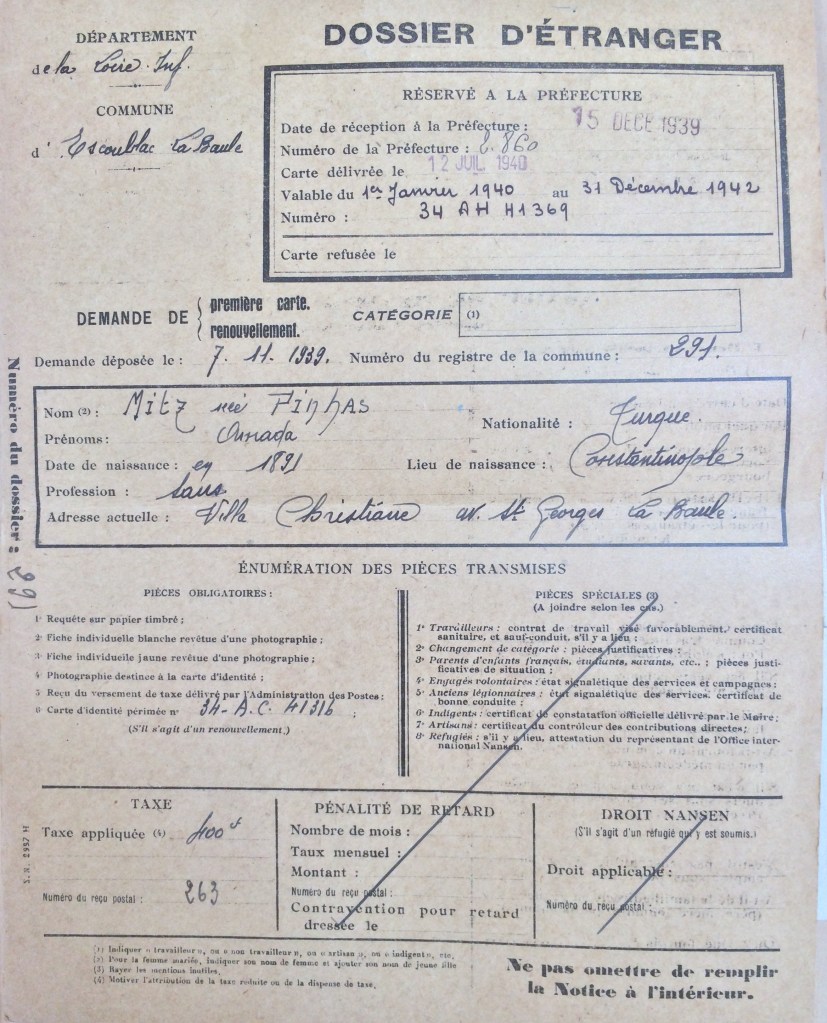 DOSSIER D'ÉTRANGER
DÉPARTEMENT
de la Loire Inf.
COMMUNE
d' Escoublac La Baule
RÉSERVÉ A LA PRÉFECTURE
Date de réception à la Préfecture : 15 DECE 1939
Numéro de la Préfecture : 2.860
Carte délivrée le 12 JUIL 1940
Valable du 1er Janvier 1940 au 31 Décembre 1942
Numéro : 34 AH 41369
Carte refusée le
DEMANDE DE { première carte.
renouvellement.
CATÉGORIE (1)
Demande déposée le : 7. 11. 1939. Numéro du registre de la commune : 291.
Numéro du dossier : 291
Nom (2) : Mitz née Pinhas
Nationalité : Turque.
Prénoms :
Date de naissance : en 1891 Lieu de naissance : Constantinople
Profession : sans
Adresse actuelle : Villa Christiane av. St Georges La Baule.
ÉNUMÉRATION DES PIÈCES TRANSMISES
PIÈCES OBLIGATOIRES :
1° Requête sur papier timbré ;
2° Fiche individuelle blanche revêtue d'une photographie ;
3° Fiche individuelle jaune revêtue d'une photographie ;
4° Photographie destinée à la carte d'identité ;
5° Reçu du versement de taxe délivré par l'Administration des Postes ;
6° Carte d'identité périmée n° 34-A.C. 41316 ;
(S'il s'agit d'un renouvellement.)
PIÈCES SPÉCIALES (3)
(A joindre selon les cas.)
1° Travailleurs : contrat de travail visé favorablement, certificat
sanitaire, et sauf-conduit, s'il y a lieu ;
2° Changement de catégorie : pièces justificatives ;
3° Parents d'enfants français, étudiants, savants, etc.. : pièces justi-
ficatives de situation ;
4° Engagés volontaires : état signalétique des services et campagnes ;
5° Anciens légionnaires : état signalétique des services, certificat de
bonne conduite ;
6° Indigents : certificat de constatation officielle délivré par le Maire ;
7° Artisans : certificat du contrôleur des contributions directes ;
8° Réfugiés : s'il y a lieu, attestation du représentant de l'Office inter-
national Nansen.
TAXE
Taxe appliquée (4) 400 f
Numéro du reçu postal : 263
PÉNALITÉ DE RETARD
Nombre de mois :
Taux mensuel :
Montant :
Numéro du reçu postal :
Contravention pour retard
dressée le
DROIT NANSEN
(S'il s'agit d'un réfugié qui y est soumis.)
Droit applicable :
Numéro du reçu postal :
(1) Indiquer « travailleur », ou « non travailleur », ou « artisan », ou « indigent », etc.
(2) Pour la femme mariée, indiquer son nom de femme et ajouter son nom de jeune fille
(3) Rayer les mentions inutiles.
(4) Motiver l'attribution de la taxe réduite ou de la dispense de taxe.
Ne pas omettre de remplir
la Notice à l'intérieur.